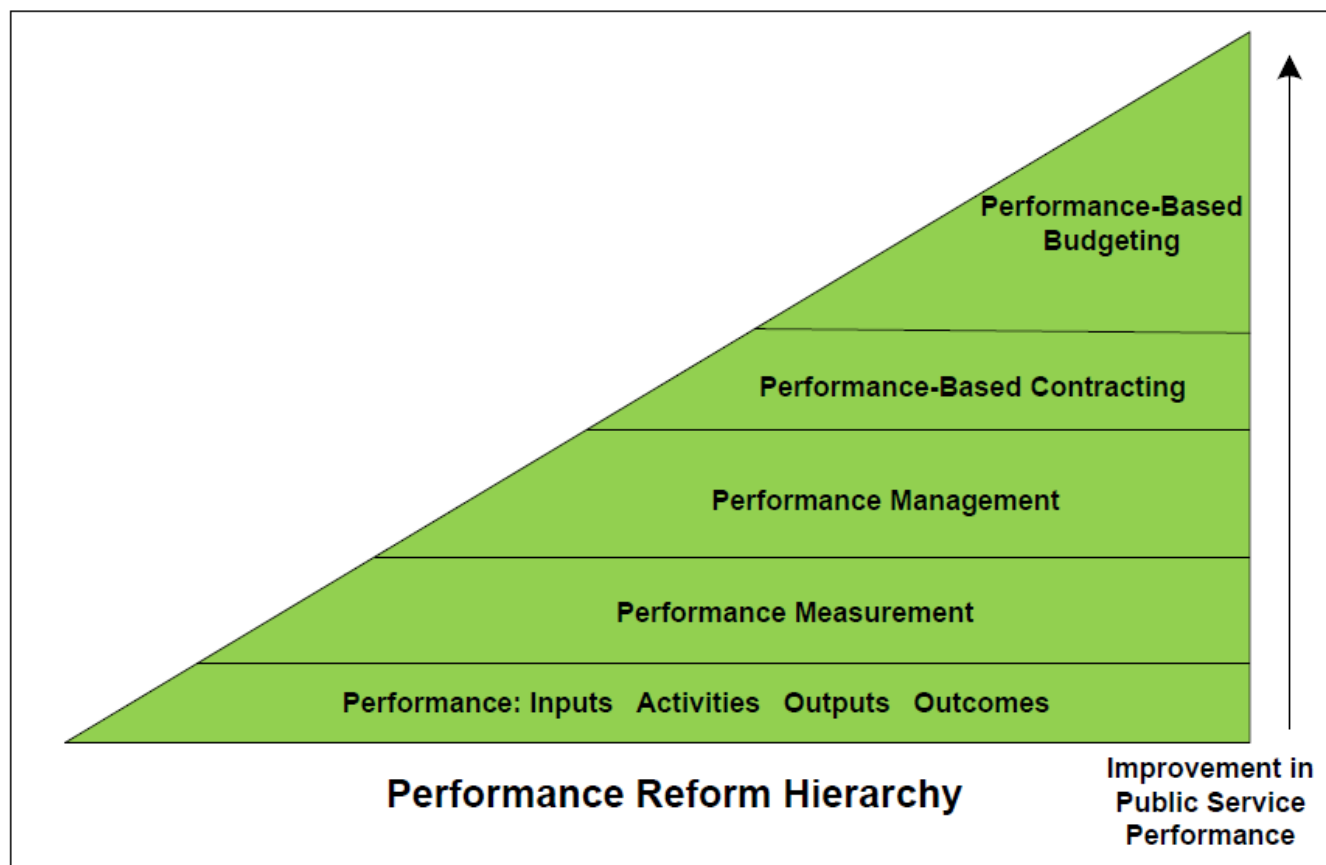 Performance-Based
Budgeting
Performance-Based Contracting
Performance Management
Performance Measurement
Performance: Inputs Activities Outputs Outcomes
Performance Reform Hierarchy
Improvement in
Public Service
Performance